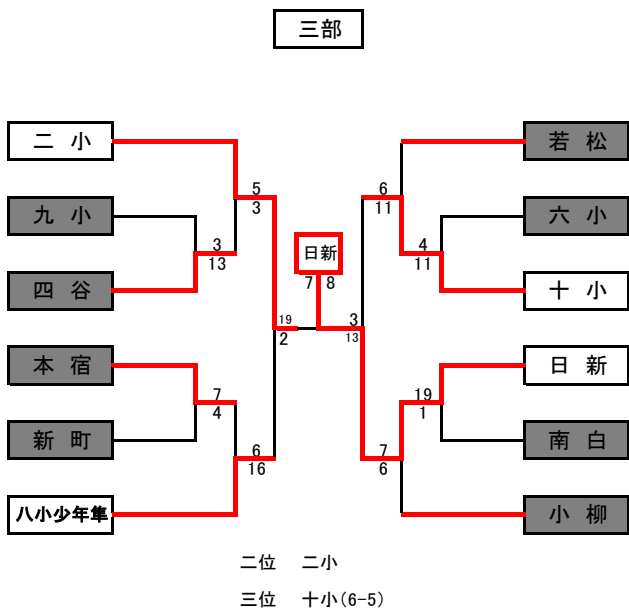 三部
二小
若松
5
3
6
11
九小
六小
3
13
日新
4
11
四谷
7 8
十小
19
2
3
13
本宿
日新
7
4
19
1
新町
南白
6
16
7
6
八小少年隼
小柳
二位 二小
三位 十小(6-5)